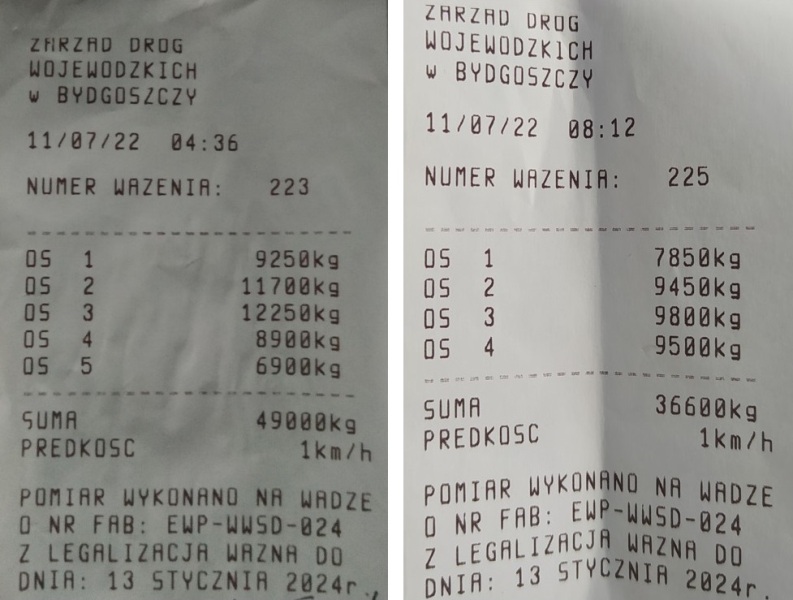 ZARZAD DROG
WOJEWODZKICH
w BYDGOSZCZY
11/07/22 04:36
NUMER WAZENIA: 223
OS 1 9250kg
OS 2 11700kg
OS 3 12250kg
OS 4 8900kg
OS 5 6900kg
SUMA 49000kg
PREDKOSC 1km/h
POMIAR WYKONANO NA WADZE
O NR FAB: EWP-WWSD-024
Z LEGALIZACJA WAZNA DO
DNIA: 13 STYCZNIA 2024r.
ZARZAD DROG
WOJEWODZKICH
w BYDGOSZCZY
11/07/22 08:12
NUMER WAZENIA: 225
OS 1 7850kg
OS 2 9450kg
OS 3 9800kg
OS 4 9500kg
SUMA 36600kg
PREDKOSC 1km/h
POMIAR WYKONANO NA WADZE
O NR FAB: EWP-WWSD-024
Z LEGALIZACJA WAZNA DO
DNIA: 13 STYCZNIA 2024r.